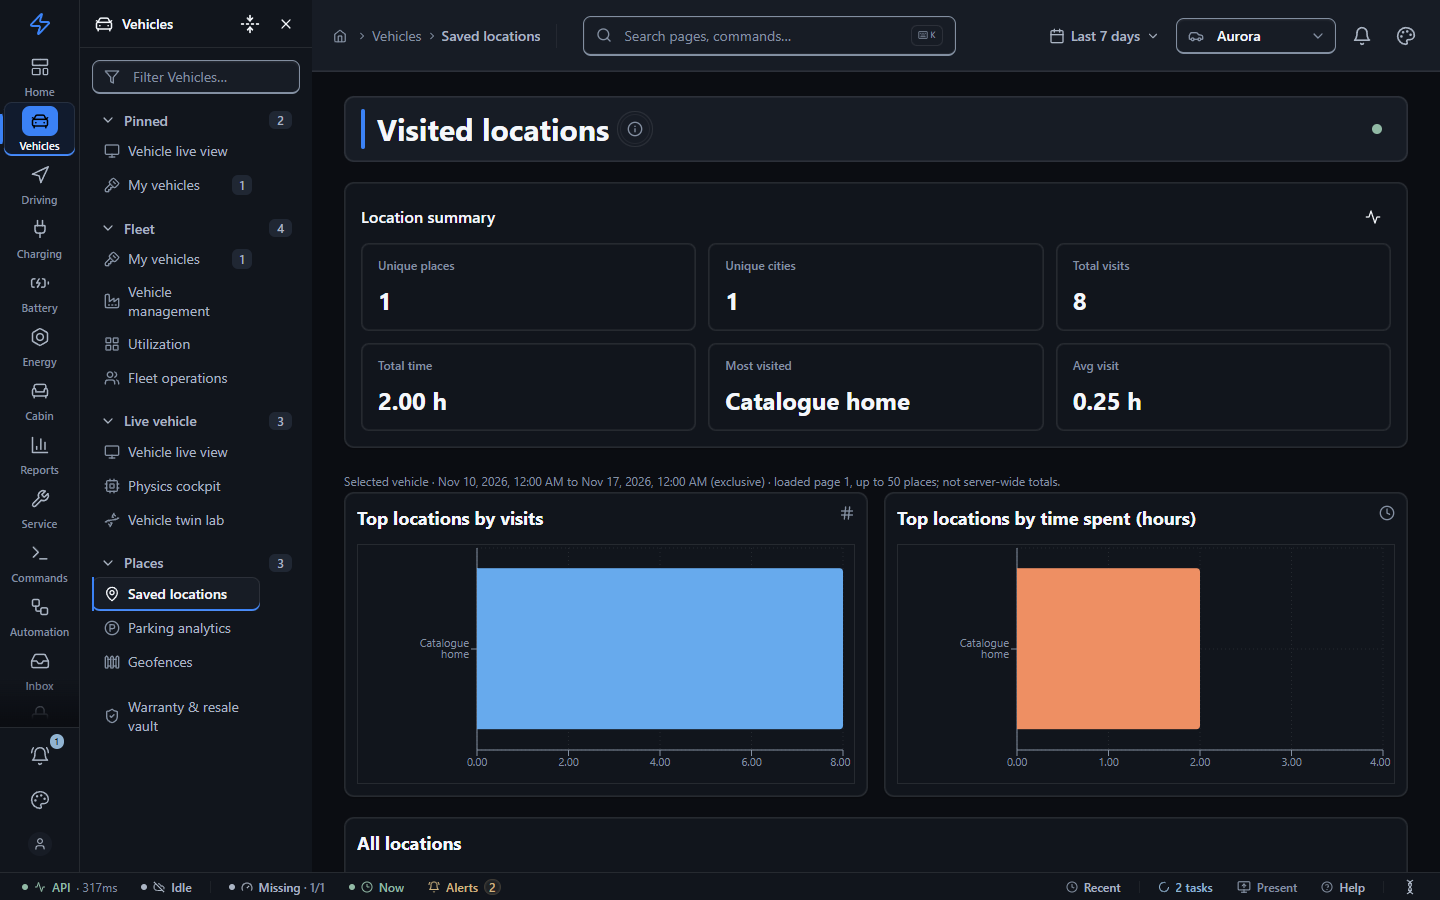 Vehicles
Vehicles
Saved locations
Search pages, commands...
K
Last 7 days
Aurora
Home
Vehicles
Driving
Charging
Battery
Energy
Cabin
Reports
Service
Commands
Automation
Inbox
1
Filter Vehicles...
Pinned
2
Vehicle live view
My vehicles
1
Fleet
4
My vehicles
1
Vehicle
management
Utilization
Fleet operations
Live vehicle
3
Vehicle live view
Physics cockpit
Vehicle twin lab
Places
3
Saved locations
Parking analytics
Geofences
Warranty & resale
vault
Visited locations
Location summary
Unique places
1
Unique cities
1
Total visits
8
Total time
2.00 h
Most visited
Catalogue home
Avg visit
0.25 h
Selected vehicle · Nov 10, 2026, 12:00 AM to Nov 17, 2026, 12:00 AM (exclusive) · loaded page 1, up to 50 places; not server-wide totals.
Top locations by visits
Catalogue
home
0.00 2.00 4.00 6.00 8.00
Top locations by time spent (hours)
Catalogue
home
0.00 1.00 2.00 3.00 4.00
All locations
API · 317ms
Idle
Missing · 1/1
Now
Alerts 2
Recent
2 tasks
Present
Help